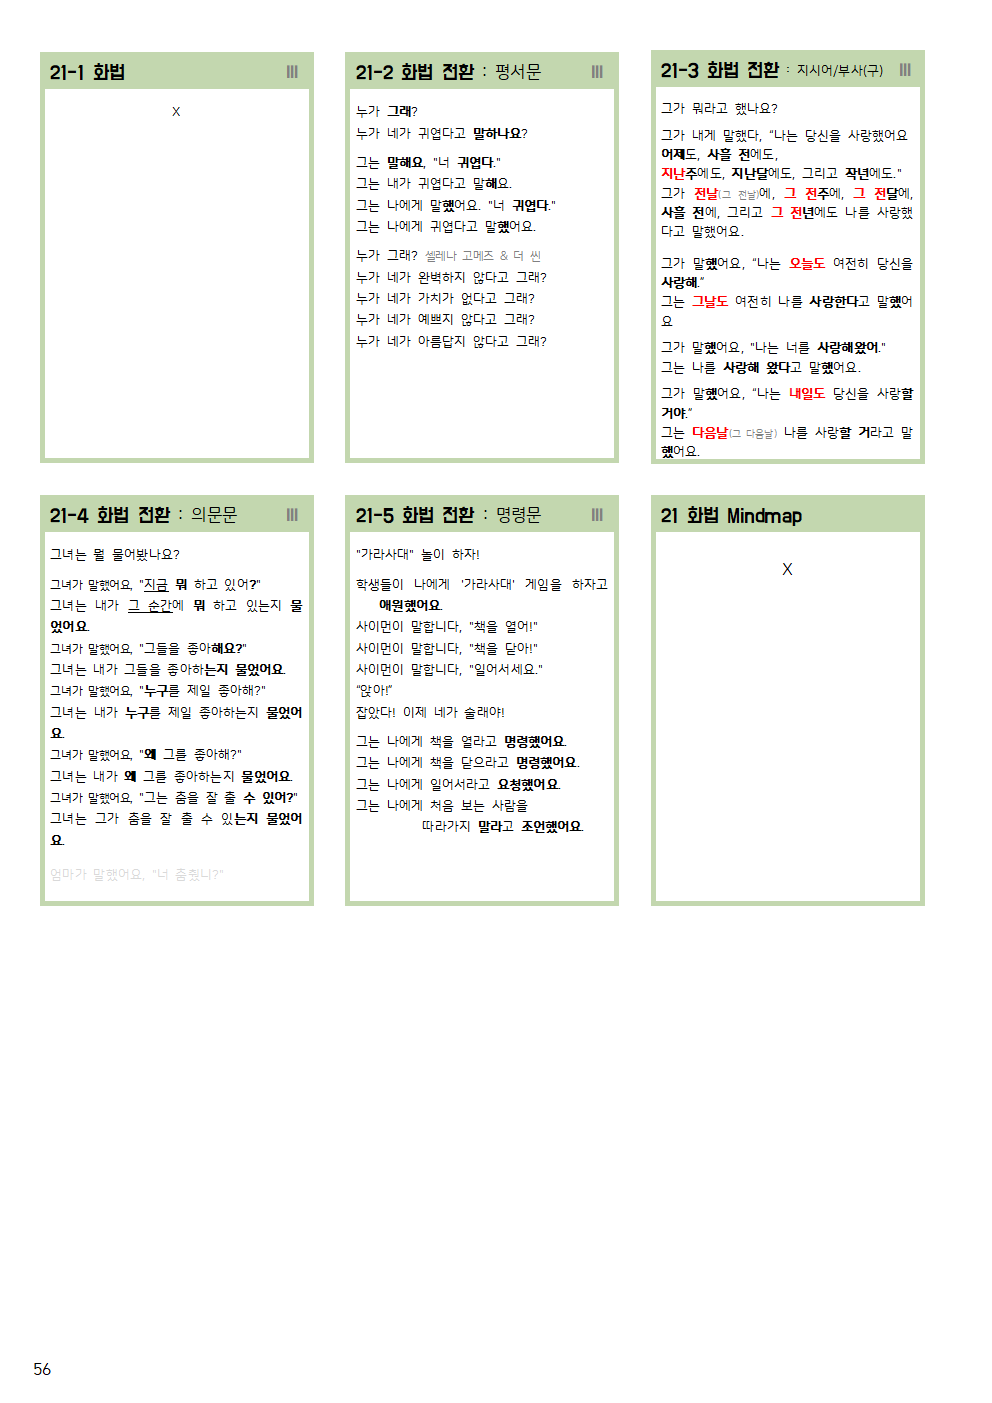 21-1 화법 Ⅲ
X
21-2 화법 전환 : 평서문 Ⅲ
누가 그래?
누가 네가 귀엽다고 말하나요?
그는 말해요, "너 귀엽다."
그는 내가 귀엽다고 말해요.
그는 나에게 말했어요. "너 귀엽다."
그는 나에게 귀엽다고 말했어요.
누가 그래? 셀레나 고메즈 & 더 씬
누가 네가 완벽하지 않다고 그래?
누가 네가 가치가 없다고 그래?
누가 네가 예쁘지 않다고 그래?
누가 네가 아름답지 않다고 그래?
21-3 화법 전환 : 지시어/부사(구) Ⅲ
그가 뭐라고 했나요?
그가 내게 말했다, "나는 당신을 사랑했어요
어제도, 사흘 전에도,
지난주에도, 지난달에도, 그리고 작년에도."
그가 전날(그 전날)에, 그 전주에, 그 전달에,
사흘 전에, 그리고 그 전년에도 나를 사랑했
다고 말했어요.
그가 말했어요, "나는 오늘도 여전히 당신을
사랑해."
그는 그날도 여전히 나를 사랑한다고 말했어
요
그가 말했어요, "나는 너를 사랑해왔어."
그는 나를 사랑해 왔다고 말했어요.
그가 말했어요, "나는 내일도 당신을 사랑할
거야."
그는 다음날(그 다음날) 나를 사랑할 거라고 말
했어요.
21-4 화법 전환 : 의문문 Ⅲ
그녀는 뭘 물어봤나요?
그녀가 말했어요, "지금 뭐 하고 있어?"
그녀는 내가 그 순간에 뭐 하고 있는지 물
었어요.
그녀가 말했어요, "그들을 좋아해요?"
그녀는 내가 그들을 좋아하는지 물었어요.
그녀가 말했어요, "누구를 제일 좋아해?"
그녀는 내가 누구를 제일 좋아하는지 물었어
요.
그녀가 말했어요, "왜 그를 좋아해?"
그녀는 내가 왜 그를 좋아하는지 물었어요.
그녀가 말했어요, "그는 춤을 잘 출 수 있어?"
그녀는 그가 춤을 잘 출 수 있는지 물었어
요.
엄마가 말했어요, "너 춤췄니?"
21-5 화법 전환 : 명령문 Ⅲ
"가라사대" 놀이 하자!
학생들이 나에게 '가라사대' 게임을 하자고
애원했어요.
사이먼이 말합니다, "책을 열어!"
사이먼이 말합니다, "책을 닫아!"
사이먼이 말합니다, "일어서세요."
"앉아!"
잡았다! 이제 네가 술래야!
그는 나에게 책을 열라고 명령했어요.
그는 나에게 책을 닫으라고 명령했어요.
그는 나에게 일어서라고 요청했어요.
그는 나에게 처음 보는 사람을
따라가지 말라고 조언했어요.
21 화법 Mindmap
X
56